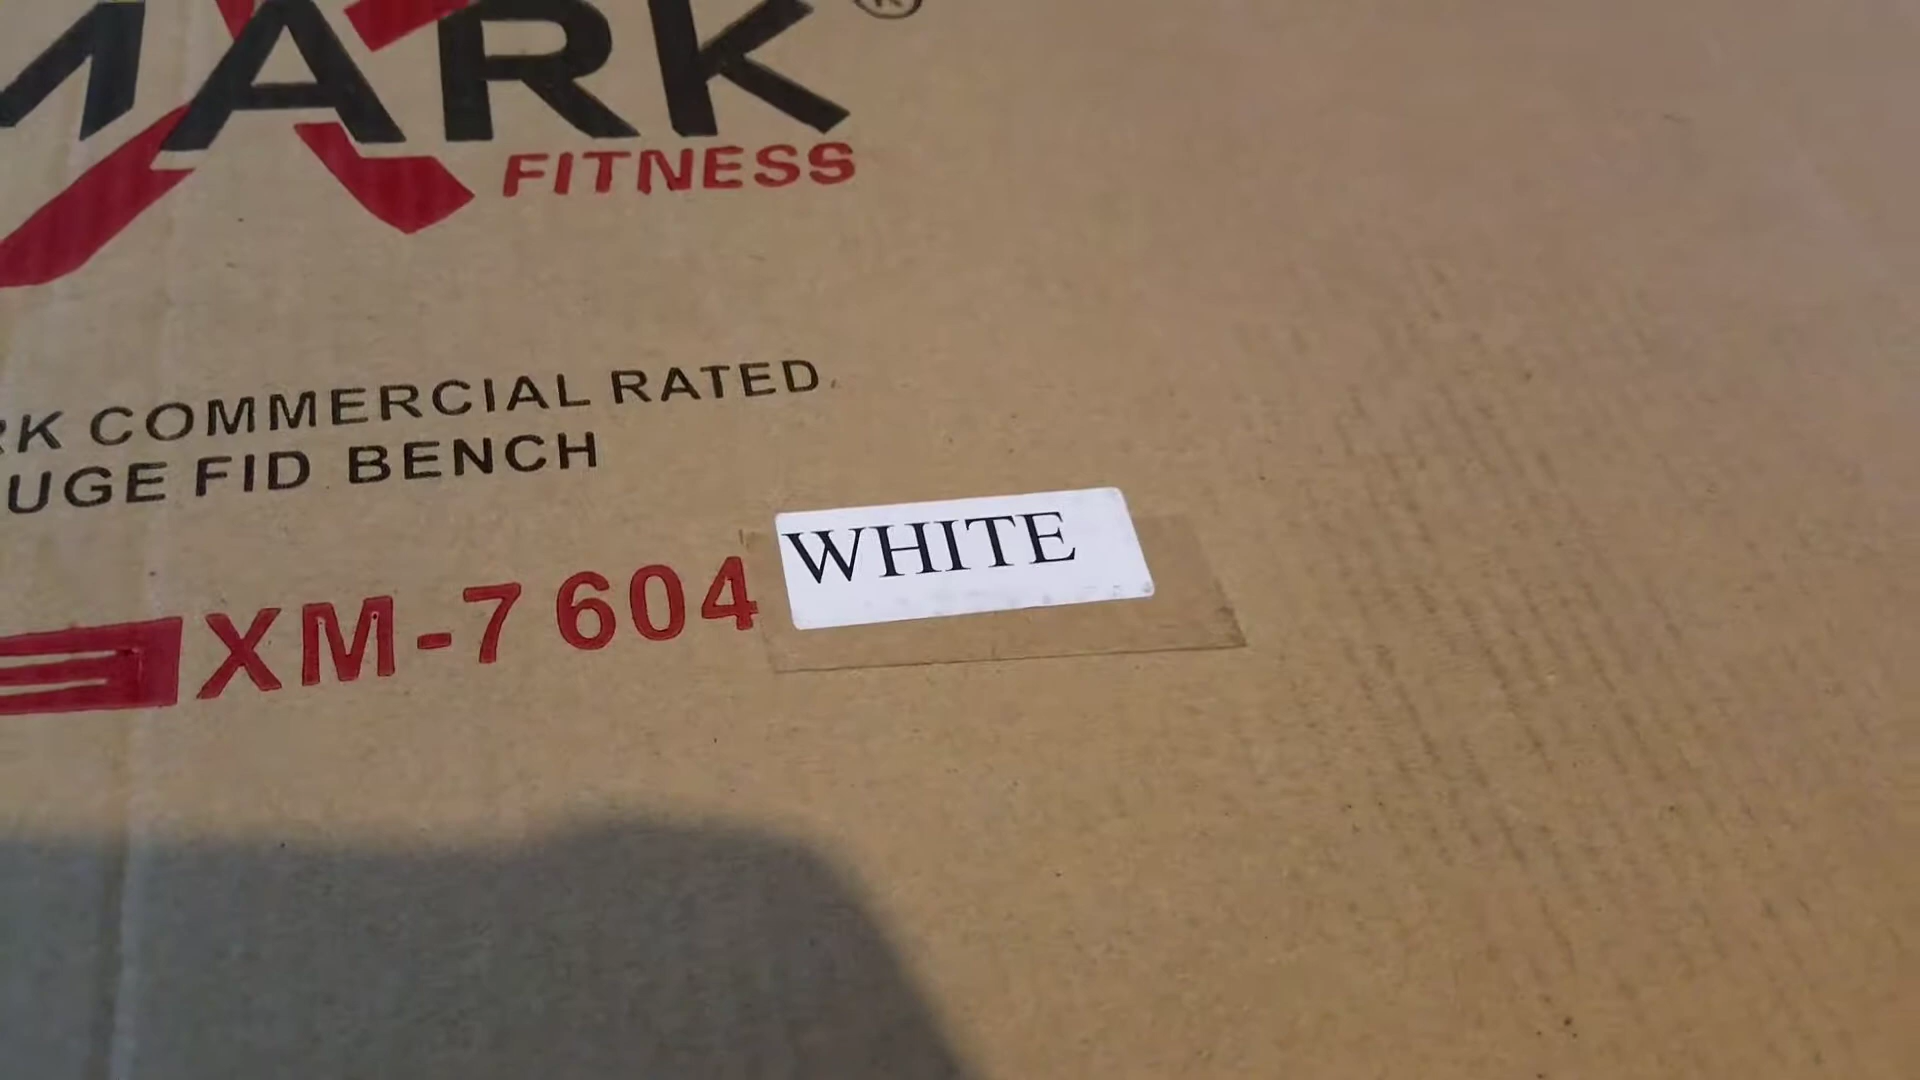 MARK ®
FITNESS
RK COMMERCIAL RATED
UGE FID BENCH
XM-7604
WHITE